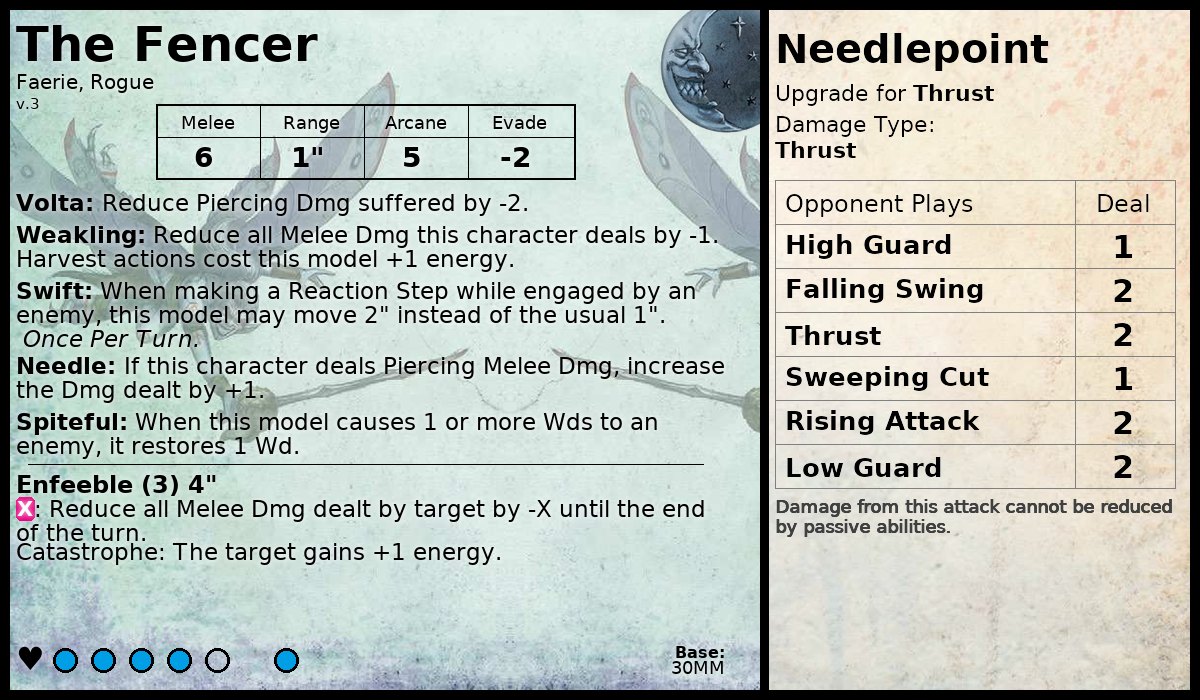 The Fencer
Faerie, Rogue
v.3
Melee Range Arcane Evade
6 1" 5 -2
Volta: Reduce Piercing Dmg suffered by -2.
Weakling: Reduce all Melee Dmg this character deals by -1.
Harvest actions cost this model +1 energy.
Swift: When making a Reaction Step while engaged by an
enemy, this model may move 2" instead of the usual 1".
Once Per Turn.
Needle: If this character deals Piercing Melee Dmg, increase
the Dmg dealt by +1.
Spiteful: When this model causes 1 or more Wds to an
enemy, it restores 1 Wd.
Enfeeble (3) 4"
X: Reduce all Melee Dmg dealt by target by -X until the end
of the turn.
Catastrophe: The target gains +1 energy.
Base:
30MM
Needlepoint
Upgrade for Thrust
Damage Type:
Thrust
Opponent Plays Deal
High Guard 1
Falling Swing 2
Thrust 2
Sweeping Cut 1
Rising Attack 2
Low Guard 2
Damage from this attack cannot be reduced
by passive abilities.